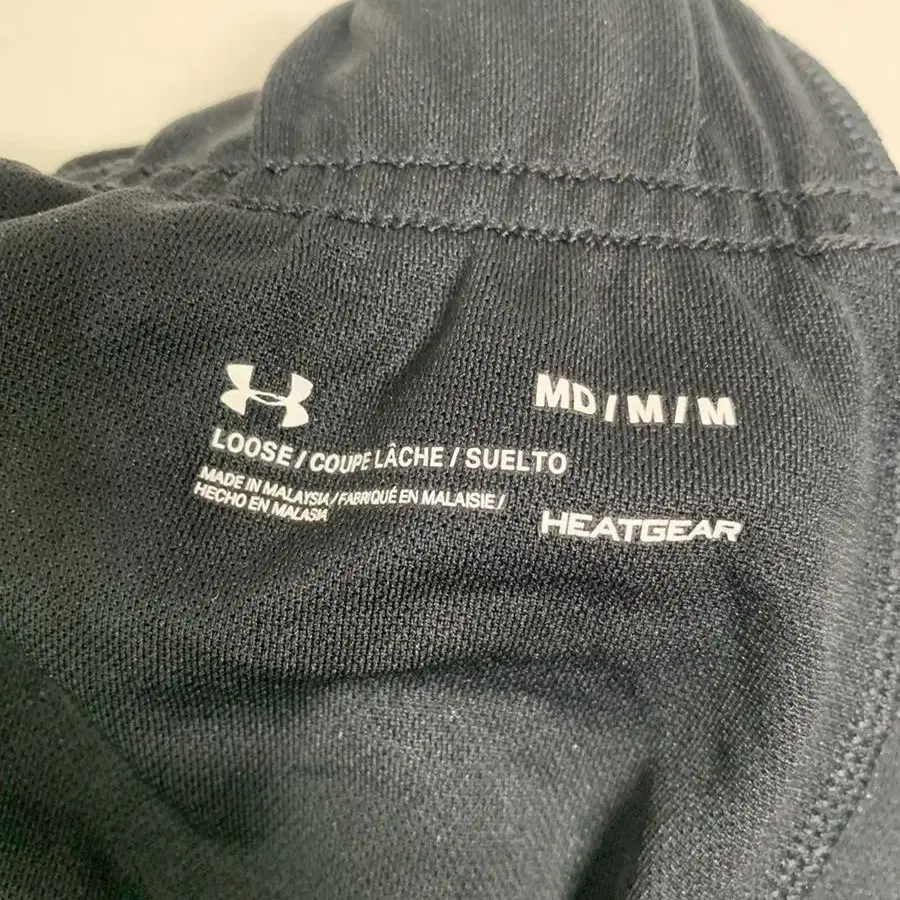 MD/M/M
LOOSE/COUPE LÂCHE/SUELTO
MADE IN MALAYSIA/FABRIQUÉ EN MALAISIE/
HECHO EN MALASIA
HEATGEAR